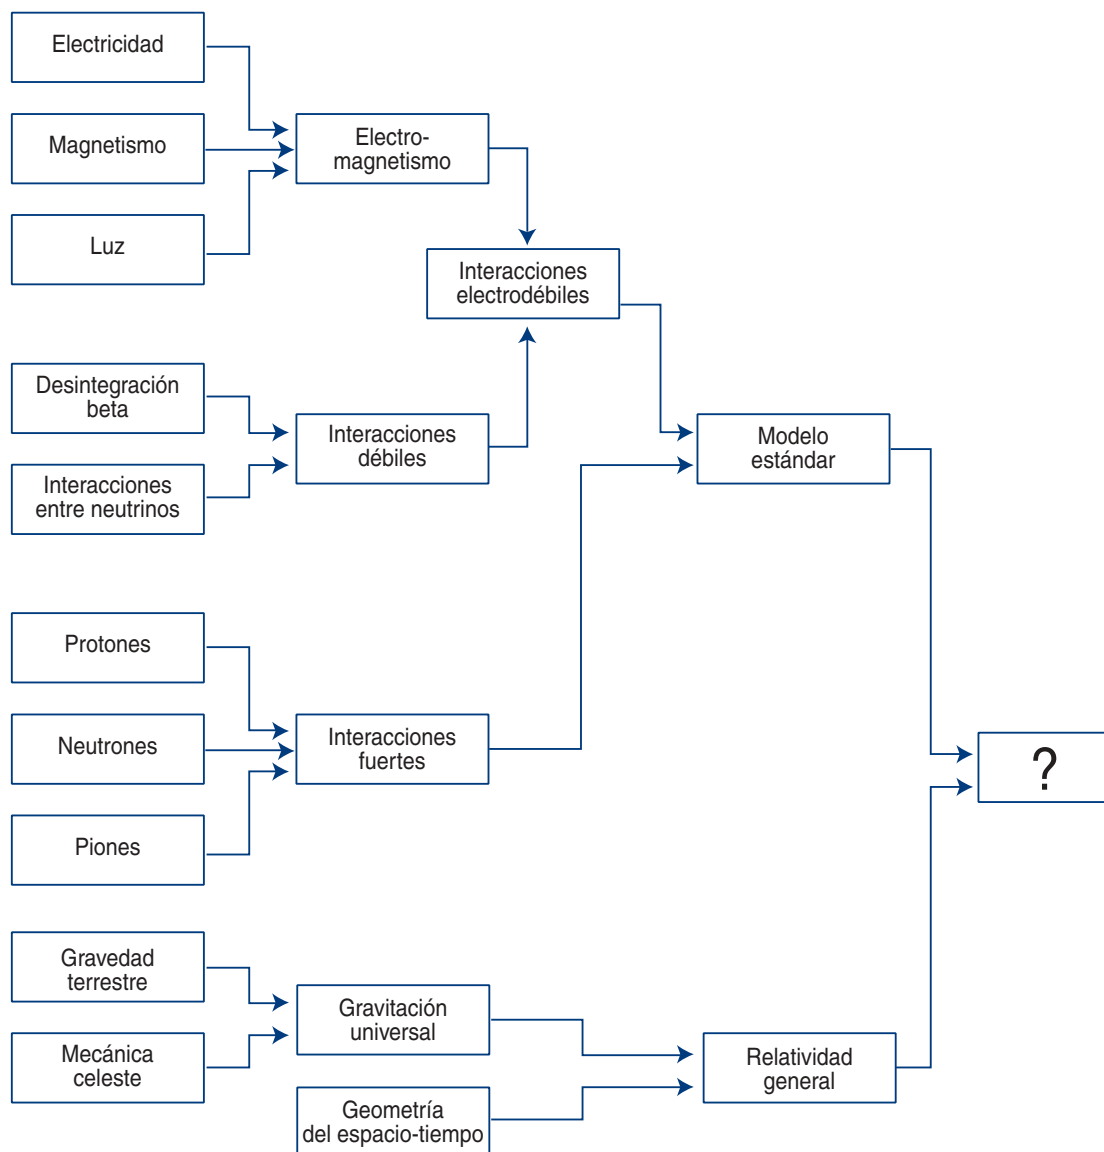 Electricidad
Magnetismo
Luz
Electro-
magnetismo
Interacciones
electrodébiles
Desintegración
beta
Interacciones
entre neutrinos
Interacciones
débiles
Modelo
estándar
Protones
Neutrones
Piones
Interacciones
fuertes
?
Gravedad
terrestre
Mecánica
celeste
Gravitación
universal
Geometría
del espacio-tiempo
Relatividad
general